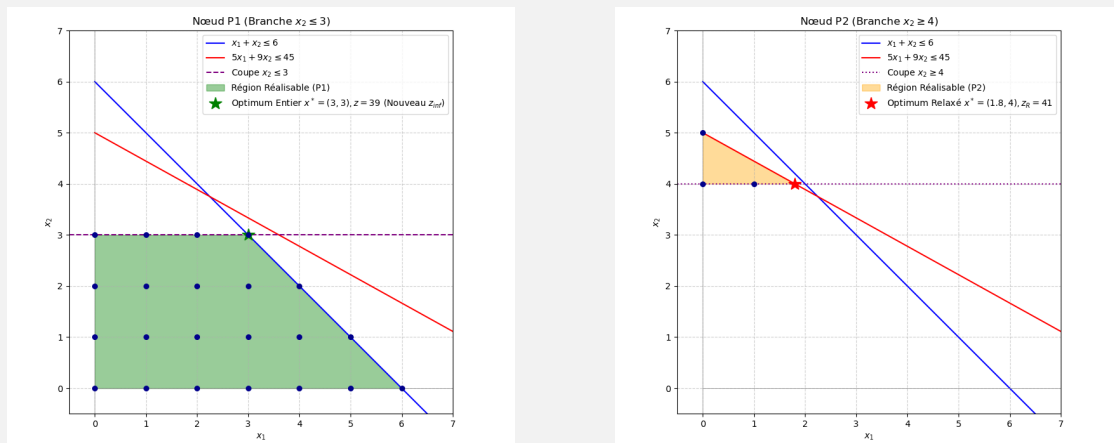 Nœud P1 (Branche x₂ ≤ 3)
x₁ + x₂ ≤ 6
5x₁ + 9x₂ ≤ 45
Coupe x₂ ≤ 3
Région Réalisable (P1)
Optimum Entier x* = (3, 3), z = 39 (Nouveau z_inf)
7
6
5
4
3
2
1
0
x₂
0 1 2 3 4 5 6 7
x₁
Nœud P2 (Branche x₂ ≥ 4)
x₁ + x₂ ≤ 6
5x₁ + 9x₂ ≤ 45
Coupe x₂ ≥ 4
Région Réalisable (P2)
Optimum Relaxé x* = (1.8, 4), z_R = 41
7
6
5
4
3
2
1
0
x₂
0 1 2 3 4 5 6 7
x₁